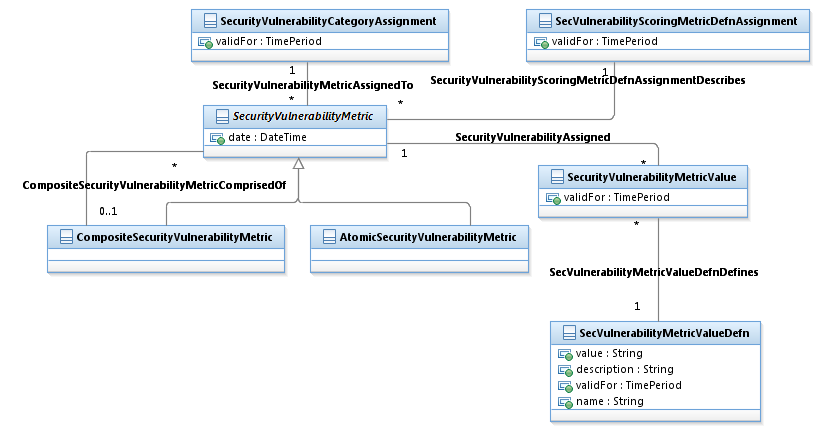 SecurityVulnerabilityCategoryAssignment
validFor : TimePeriod
SecVulnerabilityScoringMetricDefnAssignment
validFor : TimePeriod
1
SecurityVulnerabilityMetricAssignedTo
*
1
SecurityVulnerabilityScoringMetricDefnAssignmentDescribes
*
SecurityVulnerabilityMetric
date : DateTime
SecurityVulnerabilityAssigned
1
*
*
CompositeSecurityVulnerabilityMetricComprisedOf
0..1
SecurityVulnerabilityMetricValue
validFor : TimePeriod
*
CompositeSecurityVulnerabilityMetric
AtomicSecurityVulnerabilityMetric
SecVulnerabilityMetricValueDefnDefines
1
SecVulnerabilityMetricValueDefn
value : String
description : String
validFor : TimePeriod
name : String